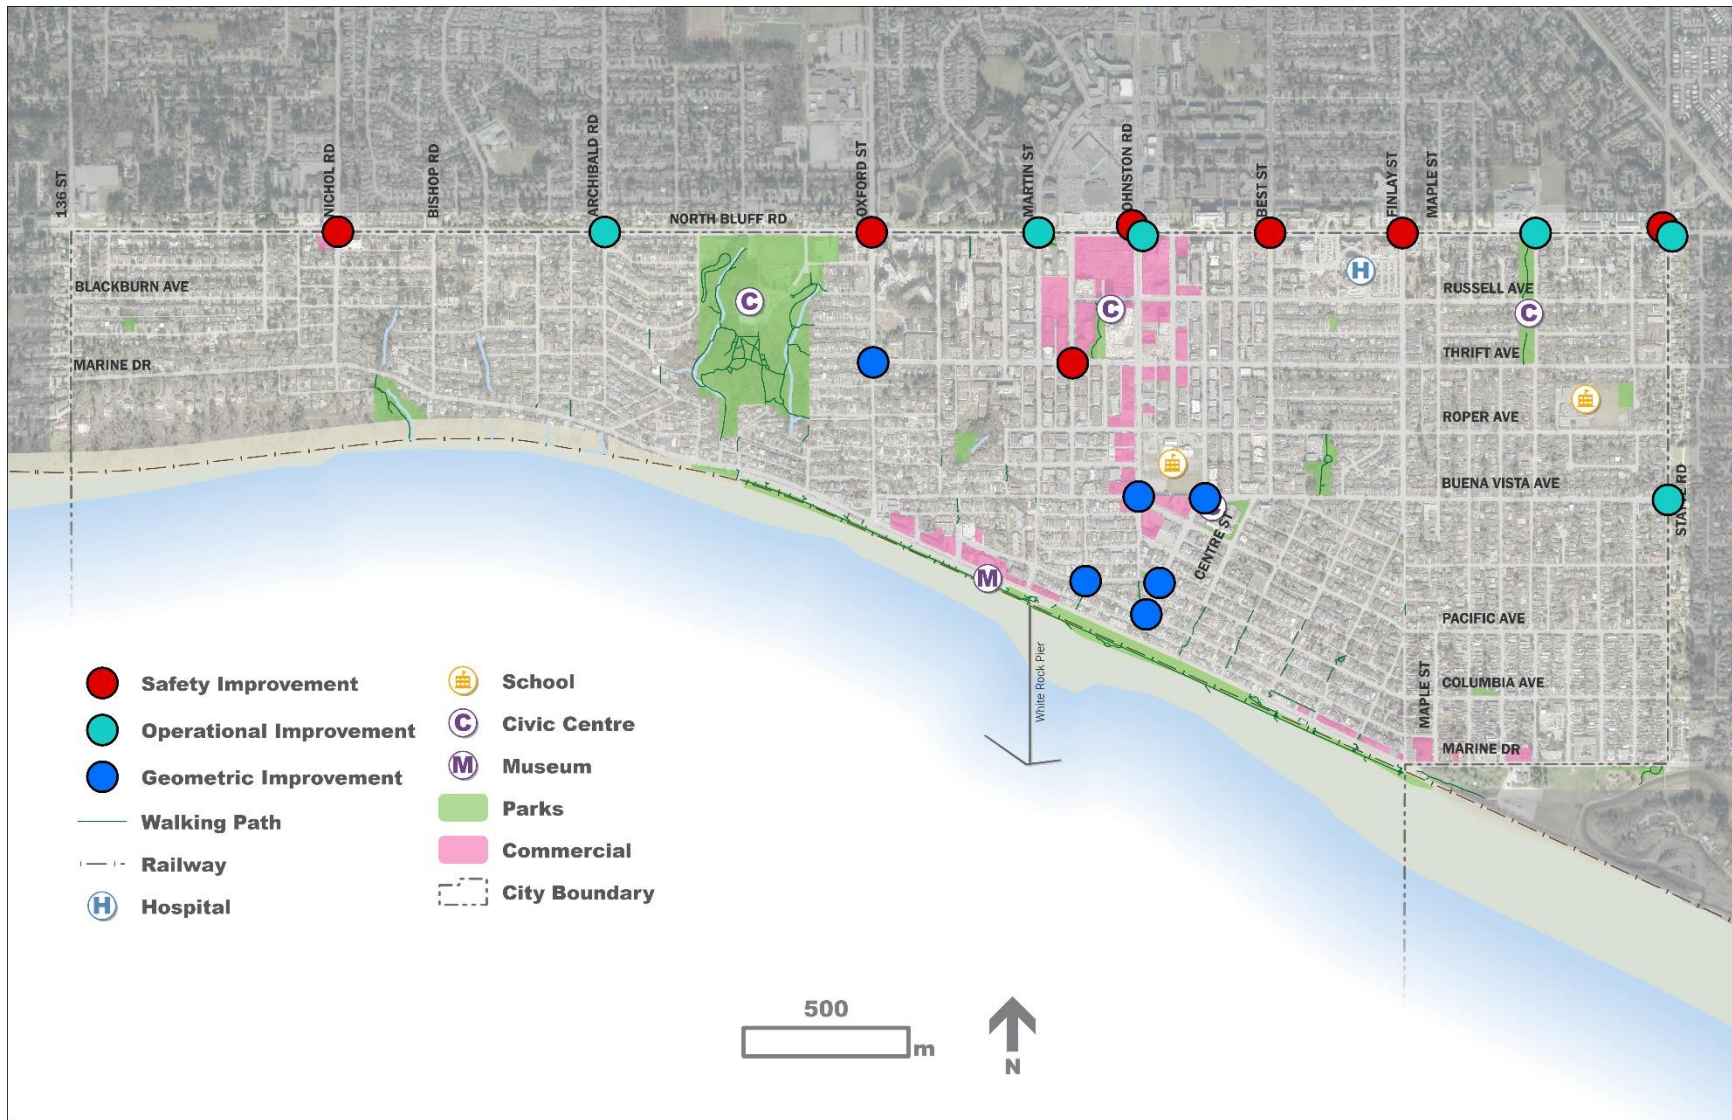 136 ST
NICHOL RD
BISHOP RD
ARCHIBALD RD
NORTH BLUFF RD
OXFORD ST
MARTIN ST
OHNSTON RD
BEST ST
FINLAY ST
MAPLE ST
BLACKBURN AVE
MARINE DR
C
C
H
C
RUSSELL AVE
THRIFT AVE
ROPER AVE
BUENA VISTA AVE
CENTRE ST
M
PACIFIC AVE
COLUMBIA AVE
MAPLE ST
MARINE DR
White Rock Pier
Safety Improvement
Operational Improvement
Geometric Improvement
Walking Path
Railway
H Hospital
School
C Civic Centre
M Museum
Parks
Commercial
City Boundary
500
m
N